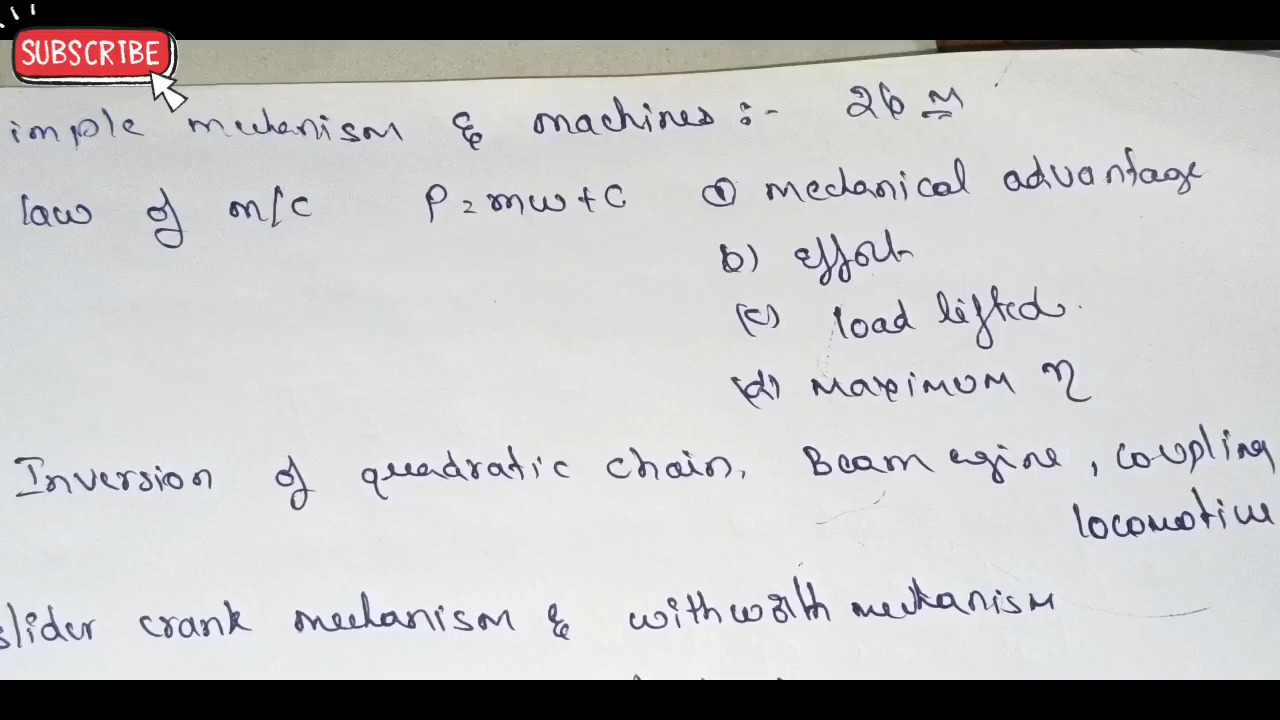 SUBSCRIBE
imple mechanism & machines :- 26 M
law of m/c P = mw + C a) mechanical advantage
b) effort
(c) load lifted.
(d) Maximum η
Inversion of quadratic chain, Beam egine, coupling
locomotive
slider crank mechanism & withworth mechanism